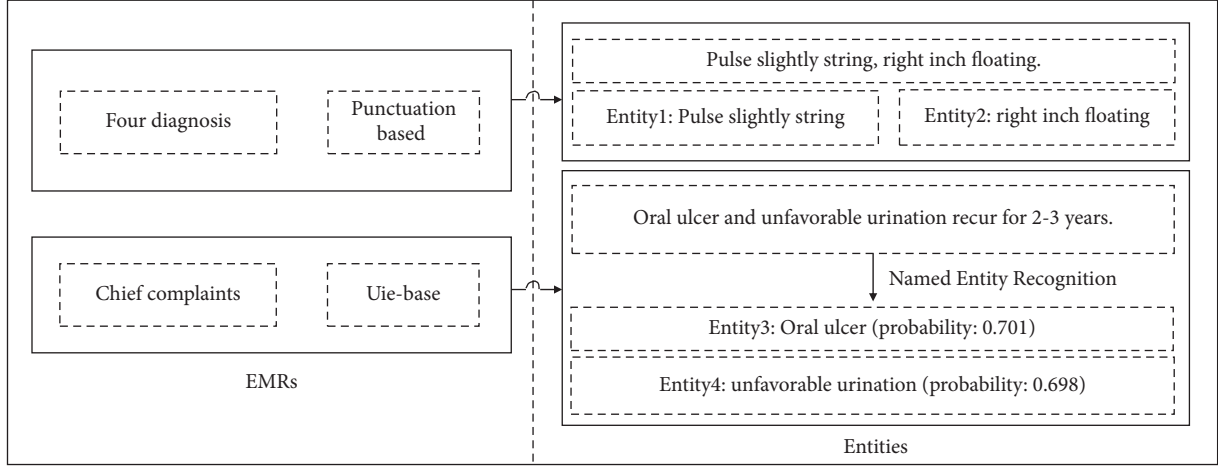 Four diagnosis
Punctuation
based
Chief complaints
Uie-base
EMRs
Pulse slightly string, right inch floating.
Entity1: Pulse slightly string
Entity2: right inch floating
Oral ulcer and unfavorable urination recur for 2-3 years.
Named Entity Recognition
Entity3: Oral ulcer (probability: 0.701)
Entity4: unfavorable urination (probability: 0.698)
Entities